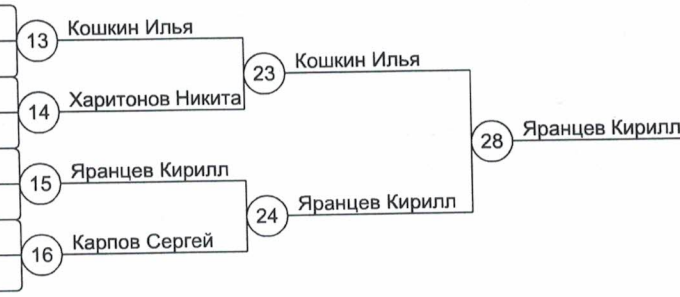 13 Кошкин Илья
23 Кошкин Илья
14 Харитонов Никита
28 Яранцев Кирилл
15 Яранцев Кирилл
24 Яранцев Кирилл
16 Карпов Сергей